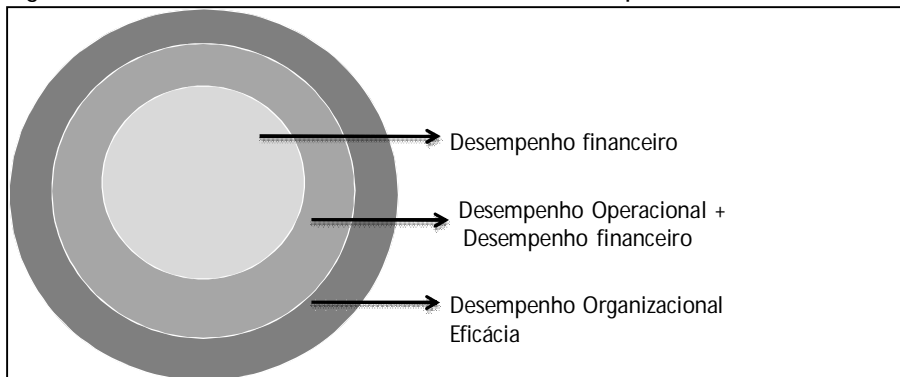 Desempenho financeiro
Desempenho Operacional +
Desempenho financeiro
Desempenho Organizacional
Eficácia